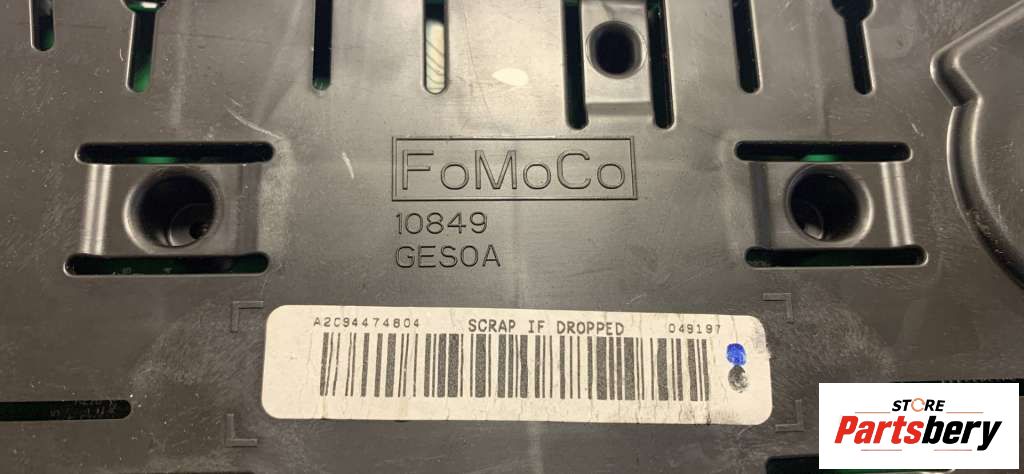 FoMoCo
10849
GES0A
A2C94474804 SCRAP IF DROPPED 049197
STORE
Partsbery